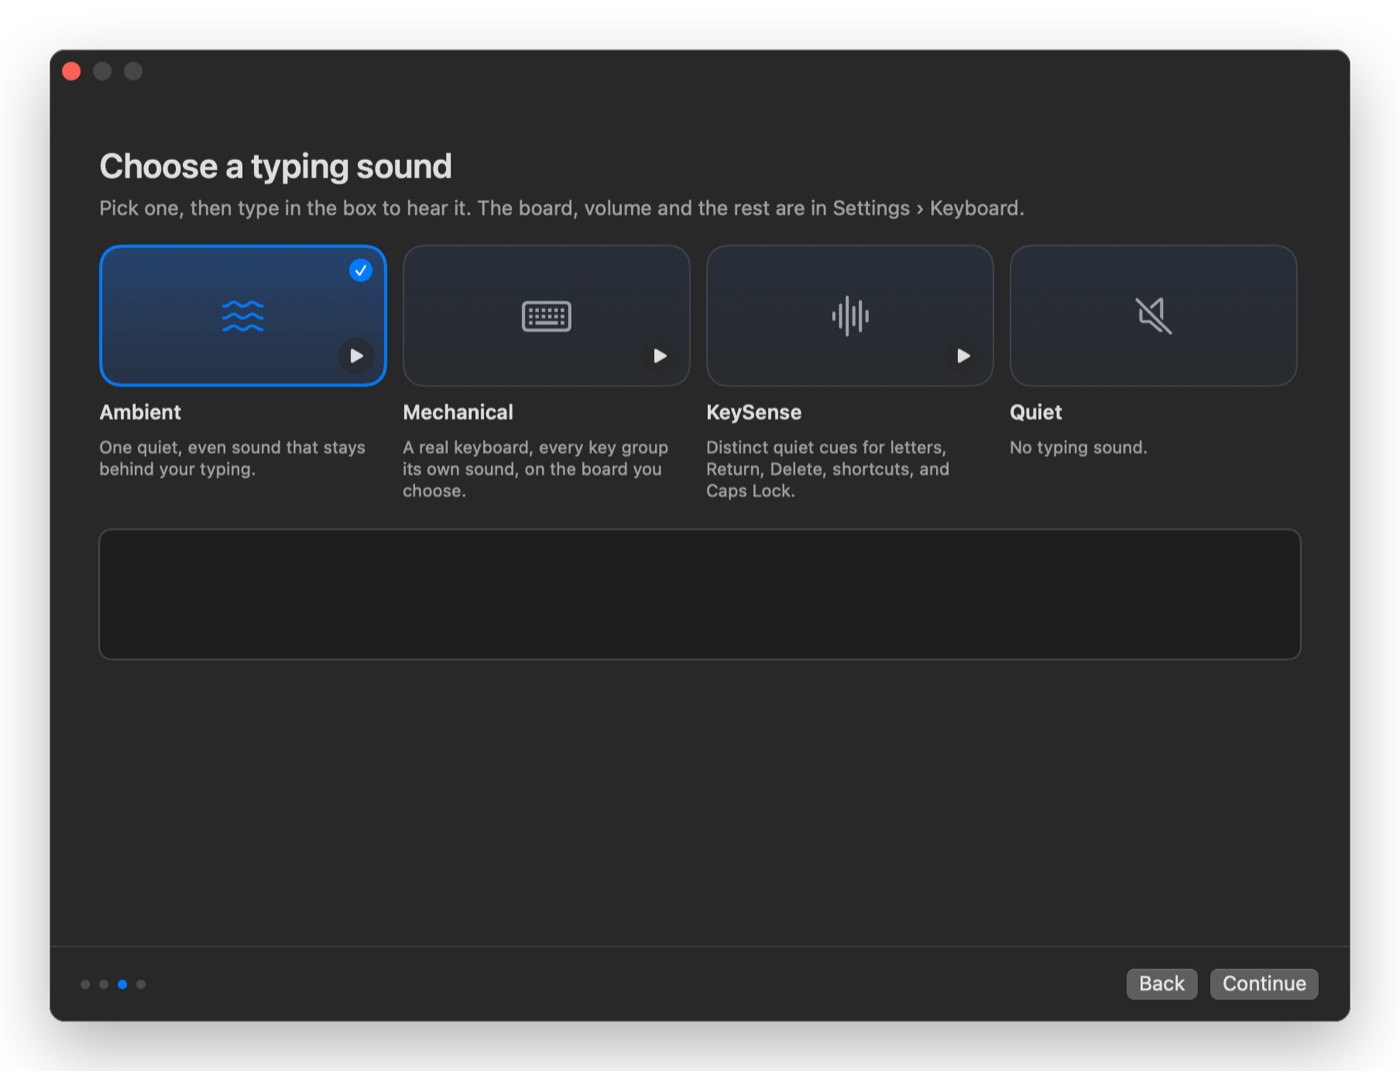 Choose a typing sound
Pick one, then type in the box to hear it. The board, volume and the rest are in Settings › Keyboard.
Ambient
One quiet, even sound that stays
behind your typing.
Mechanical
A real keyboard, every key group
its own sound, on the board you
choose.
KeySense
Distinct quiet cues for letters,
Return, Delete, shortcuts, and
Caps Lock.
Quiet
No typing sound.
Back
Continue